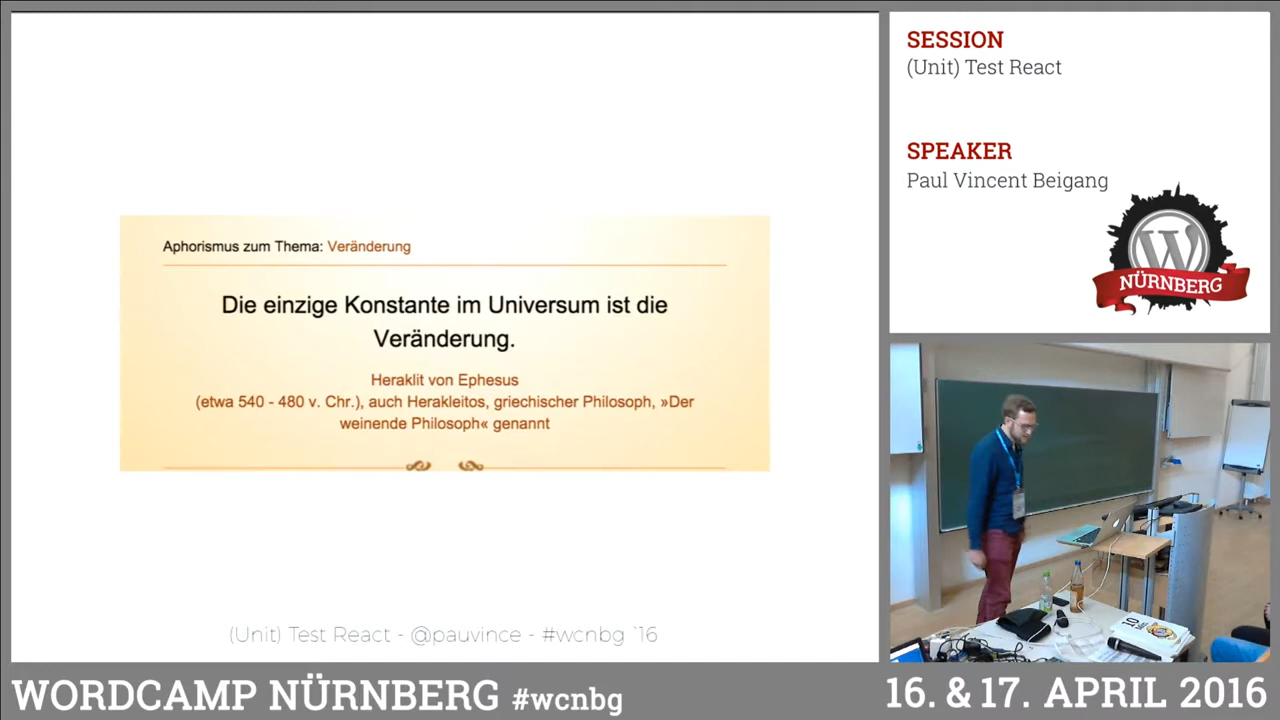 Aphorismus zum Thema: Veränderung
Die einzige Konstante im Universum ist die
Veränderung.
Heraklit von Ephesus
(etwa 540 - 480 v. Chr.), auch Herakleitos, griechischer Philosoph, »Der
weinende Philosoph« genannt
(Unit) Test React - @pauvince - #wcnbg `16
SESSION
(Unit) Test React
SPEAKER
Paul Vincent Beigang
W
NÜRNBERG
10
WORDCAMP NÜRNBERG #wcnbg
16. & 17. APRIL 2016